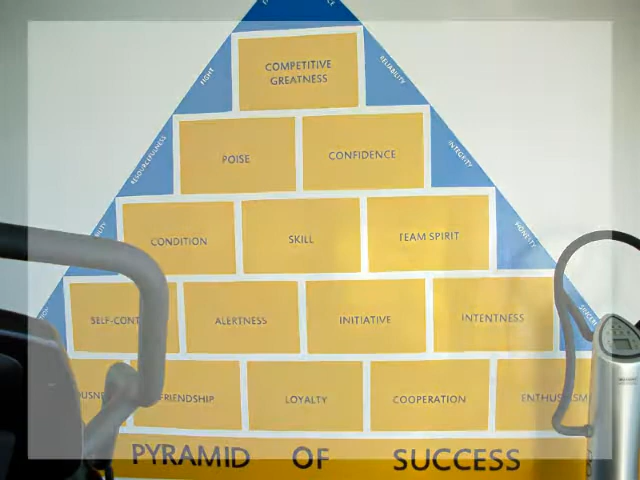 COMPETITIVE
GREATNESS
FIGHT
RELIABILITY
POISE
CONFIDENCE
RESOURCEFULNESS
INTEGRITY
CONDITION
SKILL
TEAM SPIRIT
HONESTY
SELF-CONT
ALERTNESS
INITIATIVE
INTENTNESS
FRIENDSHIP
LOYALTY
COOPERATION
ENTHUSIASM
PYRAMID OF SUCCESS